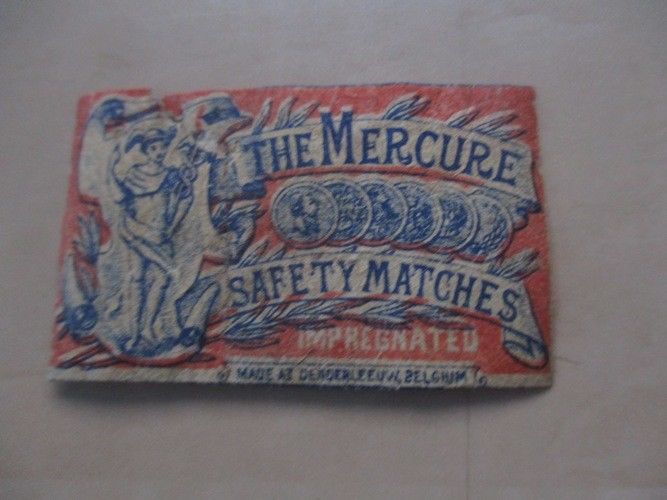 THE MERCURE
SAFETY MATCHES
IMPREGNATED
MADE AT DENDERLEEUW, BELGIUM